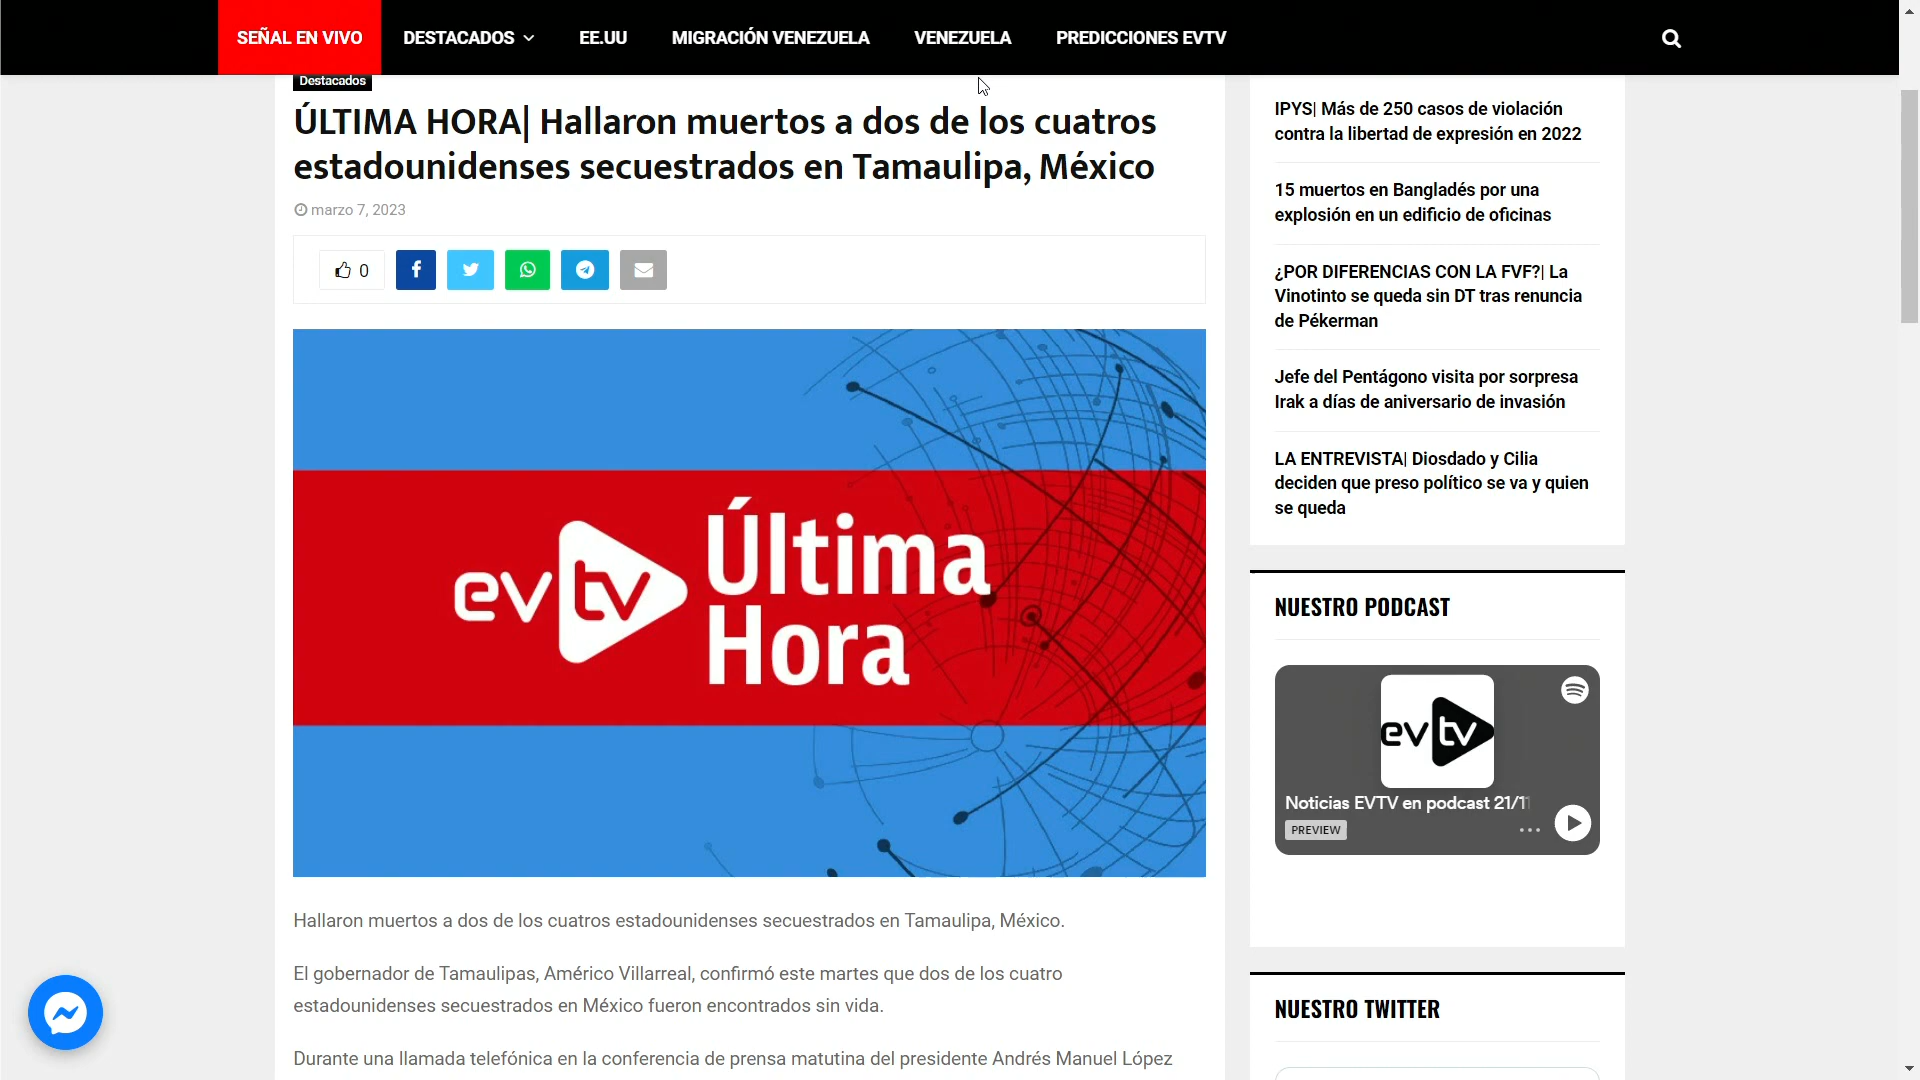 SEÑAL EN VIVO
DESTACADOS
EE.UU
MIGRACIÓN VENEZUELA
VENEZUELA
PREDICCIONES EVTV
Destacados
ÚLTIMA HORA| Hallaron muertos a dos de los cuatros
estadounidenses secuestrados en Tamaulipa, México
marzo 7, 2023
0
evtv
Última
Hora
Hallaron muertos a dos de los cuatros estadounidenses secuestrados en Tamaulipa, México.
El gobernador de Tamaulipas, Américo Villarreal, confirmó este martes que dos de los cuatro
estadounidenses secuestrados en México fueron encontrados sin vida.
Durante una llamada telefónica en la conferencia de prensa matutina del presidente Andrés Manuel López
IPYS| Más de 250 casos de violación
contra la libertad de expresión en 2022
15 muertos en Bangladés por una
explosión en un edificio de oficinas
¿POR DIFERENCIAS CON LA FVF?| La
Vinotinto se queda sin DT tras renuncia
de Pékerman
Jefe del Pentágono visita por sorpresa
Irak a días de aniversario de invasión
LA ENTREVISTA| Diosdado y Cilia
deciden que preso político se va y quien
se queda
NUESTRO PODCAST
evtv
Noticias EVTV en podcast 21/11
PREVIEW
NUESTRO TWITTER